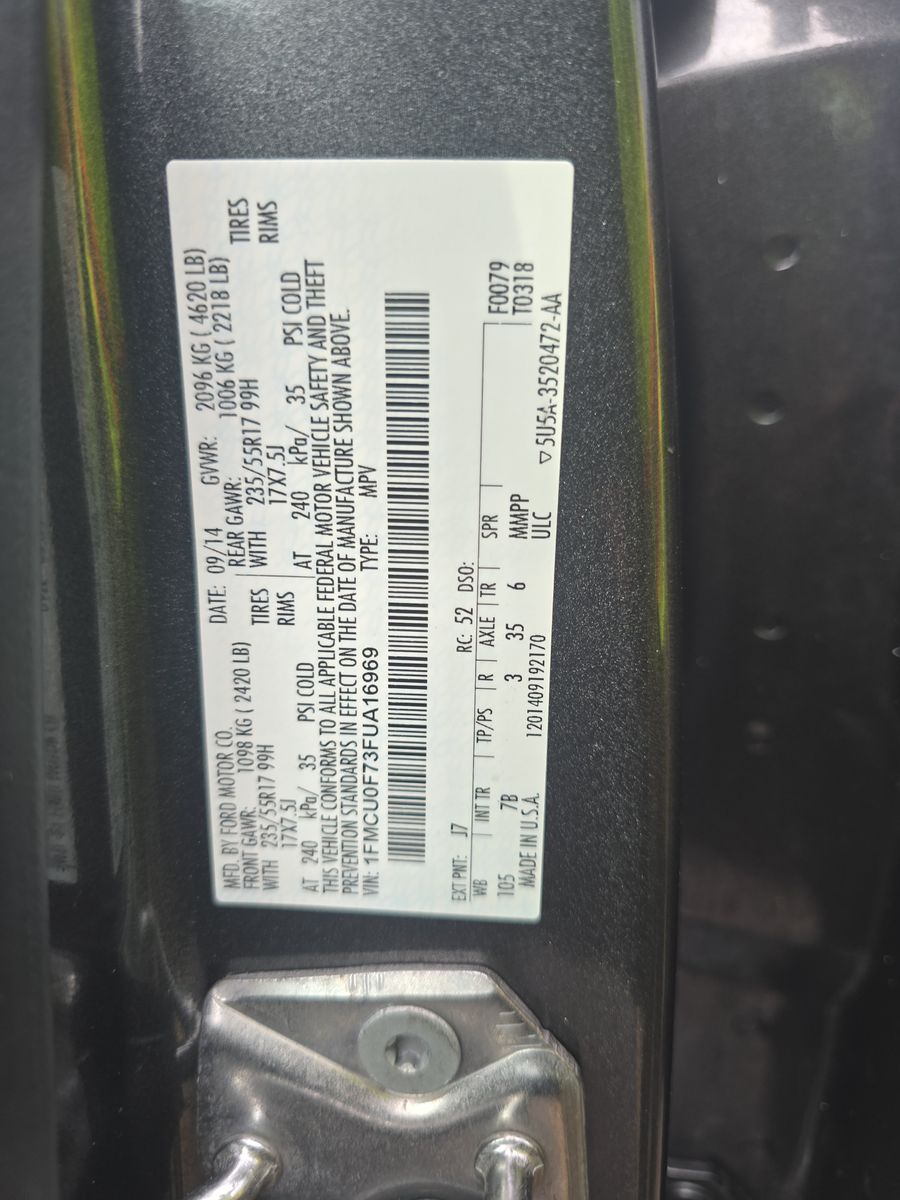 MFD. BY FORD MOTOR CO.
DATE: 09/14 GVWR: 2096 KG ( 4620 LB)
FRONT GAWR: 1098 KG ( 2420 LB) REAR GAWR: 1006 KG ( 2218 LB)
WITH 235/55R17 99H TIRES WITH 235/55R17 99H TIRES
17X7.5J RIMS 17X7.5J RIMS
AT 240 kPa/ 35 PSI COLD AT 240 kPa/ 35 PSI COLD
THIS VEHICLE CONFORMS TO ALL APPLICABLE FEDERAL MOTOR VEHICLE SAFETY AND THEFT
PREVENTION STANDARDS IN EFFECT ON THE DATE OF MANUFACTURE SHOWN ABOVE.
VIN: 1FMCU0F73FUA16969 TYPE: MPV
EXT PNT: J7 RC: 52 DSO:
WB INT TR TP/PS R AXLE TR SPR F0079
105 7B 3 35 6 MMPP T0318
MADE IN U.S.A. 1201409192170 ULC ▽5U5A-3520472-AA